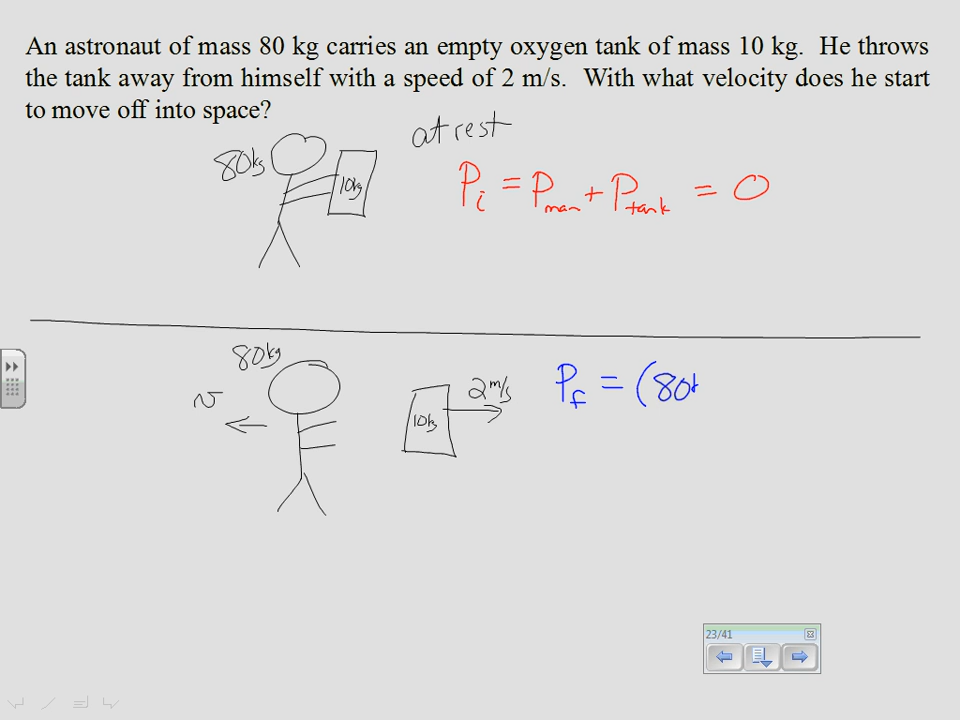 An astronaut of mass 80 kg carries an empty oxygen tank of mass 10 kg. He throws
the tank away from himself with a speed of 2 m/s. With what velocity does he start
to move off into space?
at rest
80kg
10kg
Pi = Pman + Ptank = 0
80kg
v
10kg
2 m/s
Pf = (80k
23/41